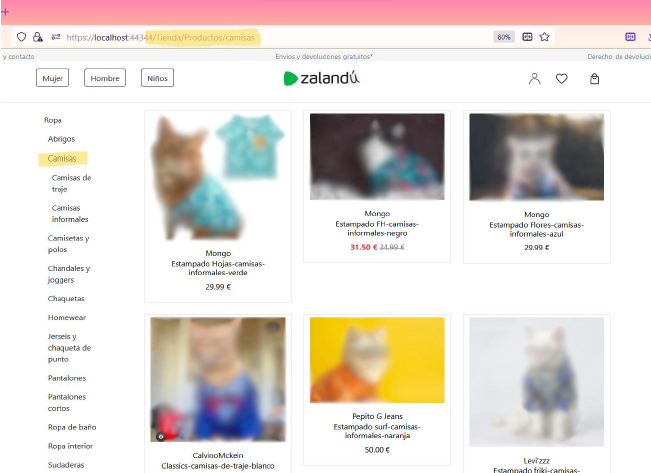 https://localhost:44344/Tienda/Productos/camisas
80%
y contacto
Envios y devoluciones gratuitos*
Derecho de devoluci
Mujer
Hombre
Niños
zalandú
Ropa
Abrigos
Camisas
Camisas de
traje
Camisas
informales
Camisetas y
polos
Chandales y
joggers
Chaquetas
Homewear
Jerseis y
chaqueta de
punto
Pantalones
Pantalones
cortos
Ropa de baño
Ropa interior
Sudaderas
Mongo
Estampado Hojas-camisas-
informales-verde
29.99 €
Mongo
Estampado FH-camisas-
informales-negro
31.50 € 34.99 €
Mongo
Estampado Flores-camisas-
informales-azul
29.99 €
CalvinoMckein
Classics-camisas-de-traje-blanco
Pepito G Jeans
Estampado surf-camisas-
informales-naranja
50.00 €
Levi'zzz
Estampado friki-camisas-